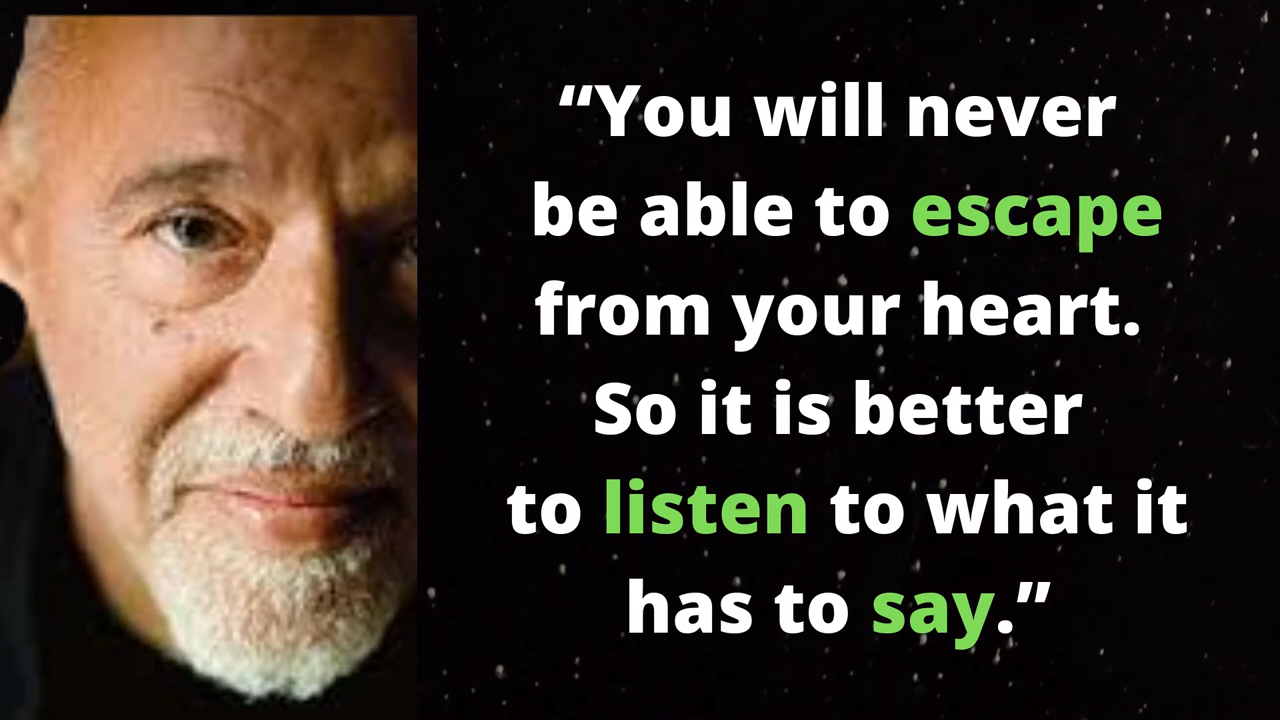 “You will never
be able to escape
from your heart.
So it is better
to listen to what it
has to say.”